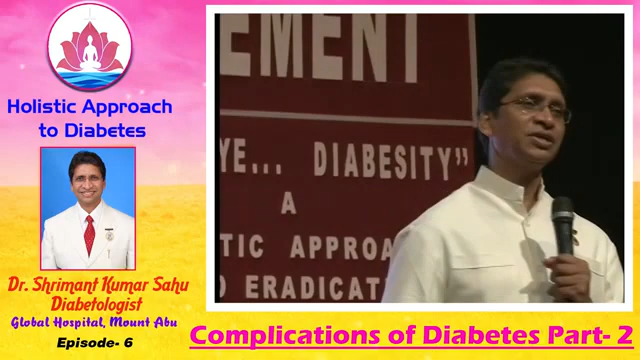 Holistic Approach
to Diabetes
Dr. Shrimant Kumar Sahu
Diabetologist
Global Hospital, Mount Abu
Episode- 6
EMENT
YE... DIABESITY”
A
TIC APPROA
O ERADICAT
Complications of Diabetes Part- 2